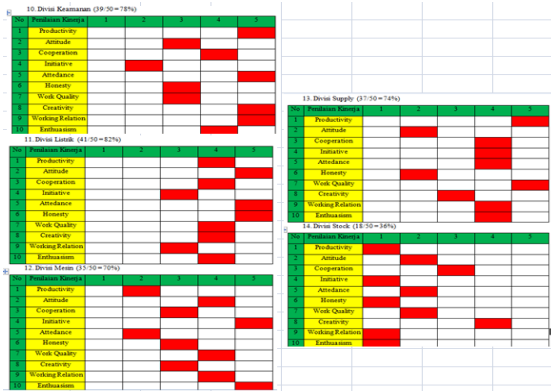 10. Divisi Keamanan (39/50=78%)
No Penilaian Kinerja 1 2 3 4 5
1 Productivity
2 Attitude
3 Cooperation
4 Initiative
5 Attedance
6 Honesty
7 Work Quality
8 Creativity
9 Working Relation
10 Enthuasism
11. Divisi Listrik (41/50=82%)
No Penilaian Kinerja 1 2 3 4 5
1 Productivity
2 Attitude
3 Cooperation
4 Initiative
5 Attedance
6 Honesty
7 Work Quality
8 Creativity
9 Working Relation
10 Enthuasism
12. Divisi Mesin (35/50=70%)
No Penilaian Kinerja 1 2 3 4 5
1 Productivity
2 Attitude
3 Cooperation
4 Initiative
5 Attedance
6 Honesty
7 Work Quality
8 Creativity
9 Working Relation
10 Enthuasism
13. Divisi Supply (37/50=74%)
No Penilaian Kinerja 1 2 3 4 5
1 Productivity
2 Attitude
3 Cooperation
4 Initiative
5 Attedance
6 Honesty
7 Work Quality
8 Creativity
9 Working Relation
10 Enthuasism
14. Divisi Stock (18/50=36%)
No Penilaian Kinerja 1 2 3 4 5
1 Productivity
2 Attitude
3 Cooperation
4 Initiative
5 Attedance
6 Honesty
7 Work Quality
8 Creativity
9 Working Relation
10 Enthuasism